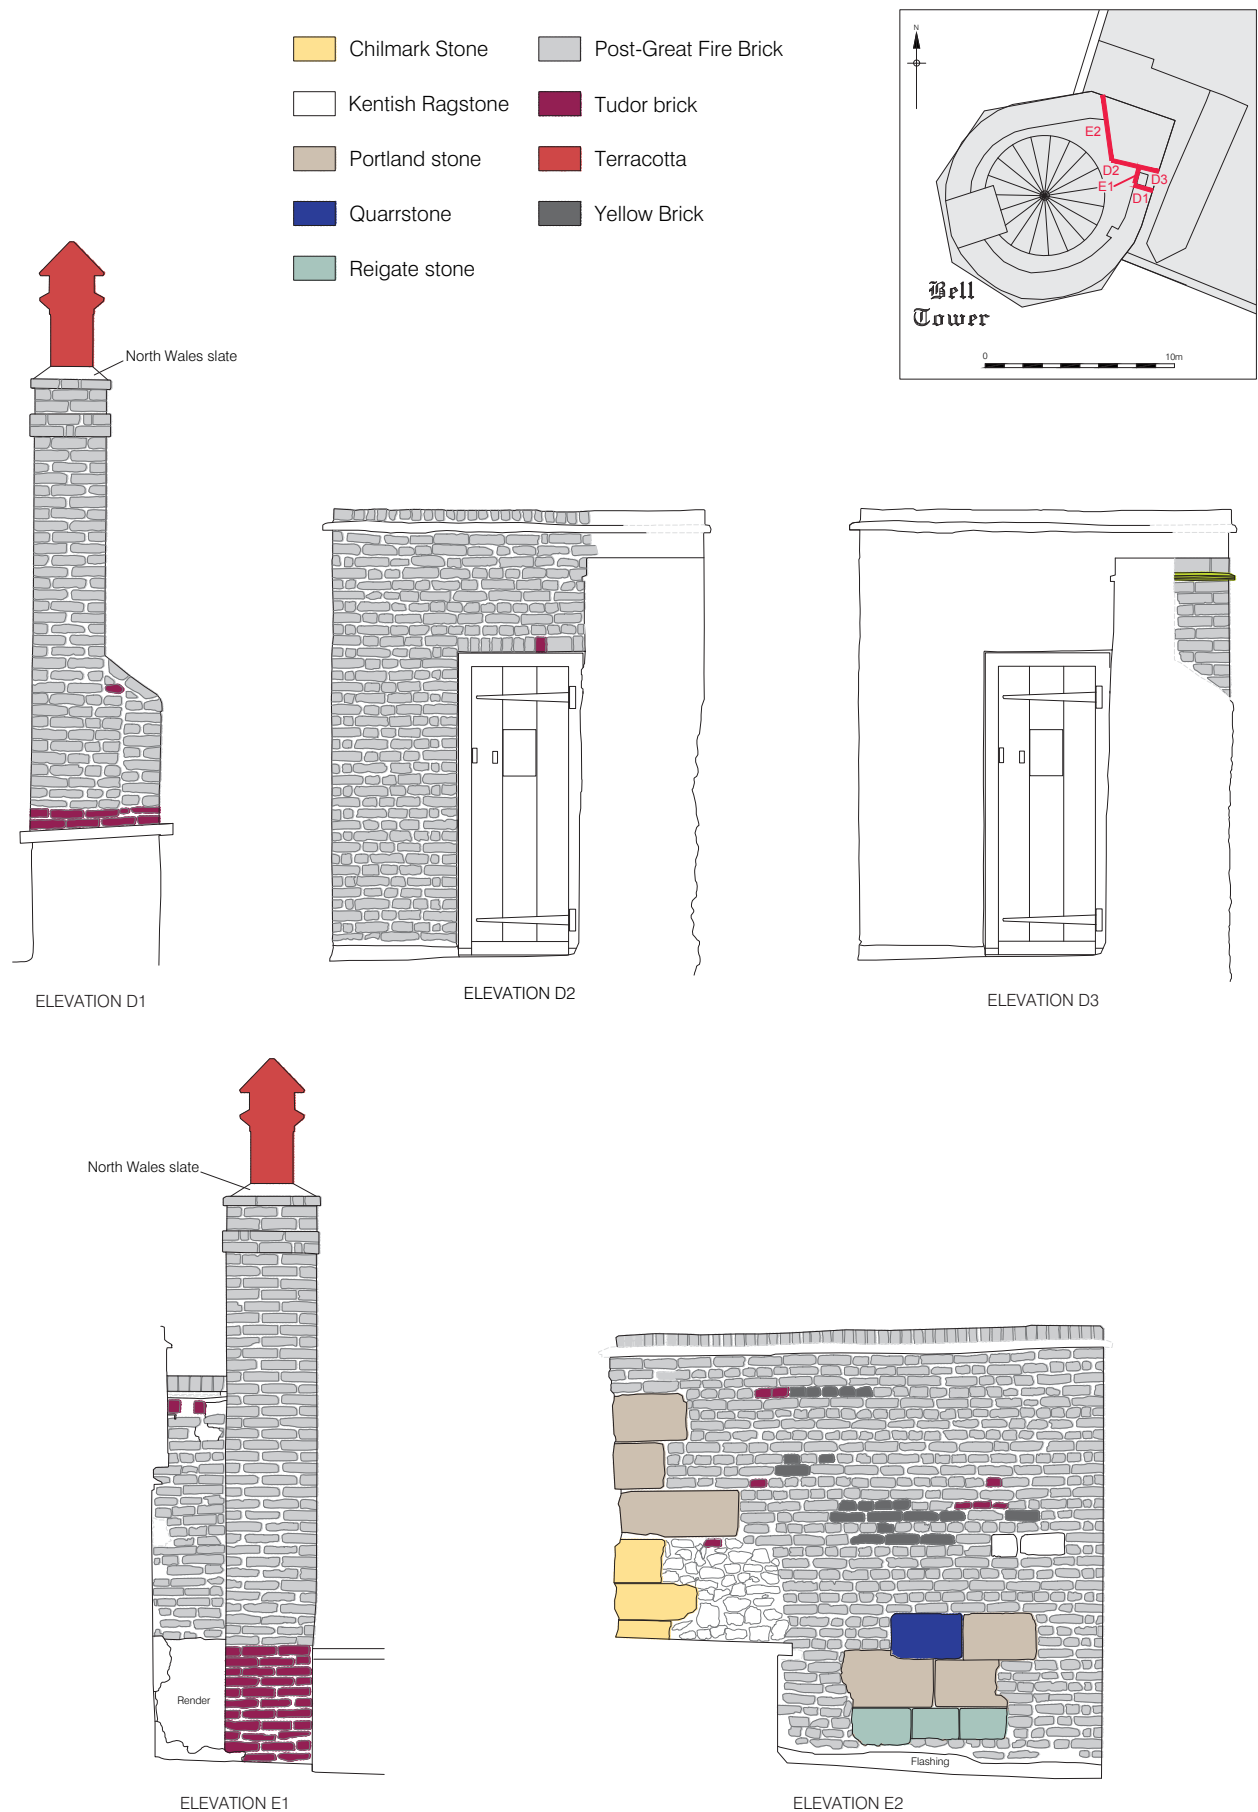 Chilmark Stone
Kentish Ragstone
Portland stone
Quarrstone
Reigate stone
Post-Great Fire Brick
Tudor brick
Terracotta
Yellow Brick
N
E2
D2
E1
D3
D1
Bell
Tower
0 10m
North Wales slate
ELEVATION D1
ELEVATION D2
ELEVATION D3
North Wales slate
Render
ELEVATION E1
Flashing
ELEVATION E2